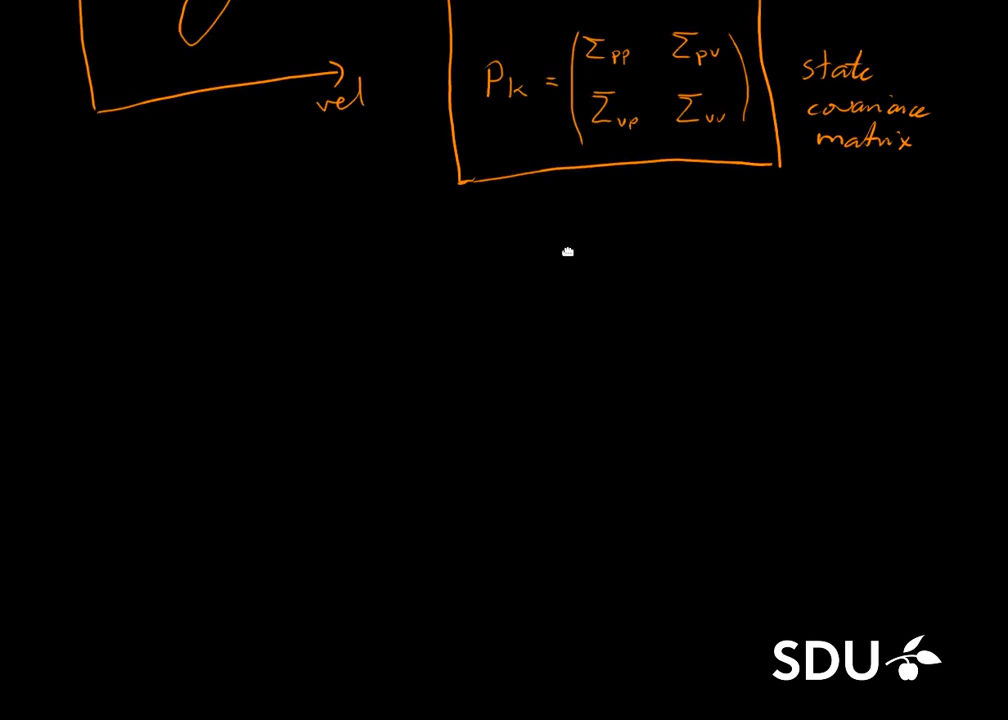 vel
P_k = ( Σ_pp Σ_pv
Σ_vp Σ_vv )
state
covariance
matrix
SDU